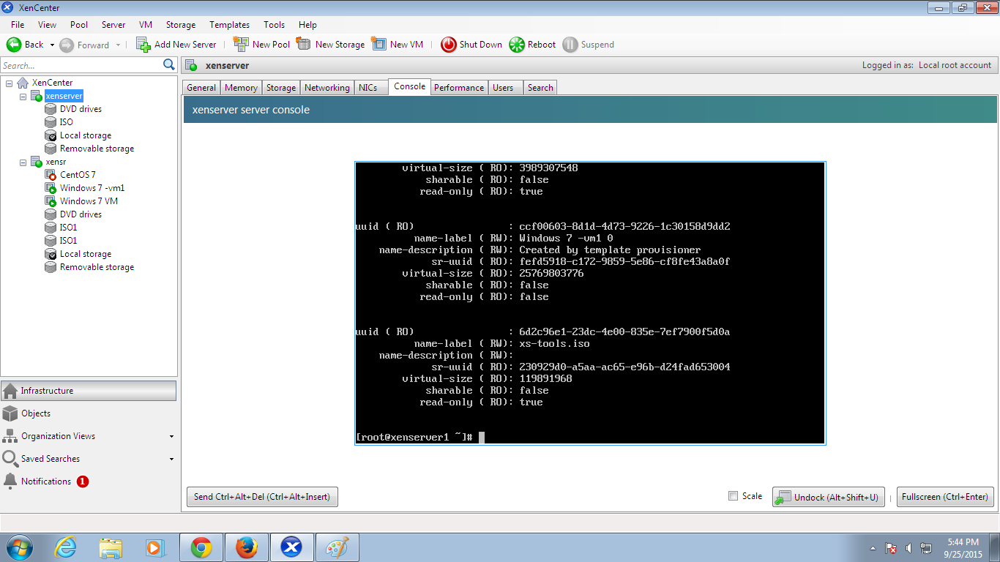 XenCenter
File View Pool Server VM Storage Templates Tools Help
Back Forward Add New Server New Pool New Storage New VM Shut Down Reboot Suspend
Search...
xenserver Logged in as: Local root account
XenCenter
xenserver
DVD drives
ISO
Local storage
Removable storage
xensr
CentOS 7
Windows 7 -vm1
Windows 7 VM
DVD drives
ISO1
ISO1
Local storage
Removable storage
Infrastructure
Objects
Organization Views
Saved Searches
Notifications 1
General Memory Storage Networking NICs Console Performance Users Search
xenserver server console
virtual-size ( RO): 3989307548
sharable ( RO): false
read-only ( RO): true
uuid ( RO) : ccf00603-8d1d-4d73-9226-1c30158d9dd2
name-label ( RW): Windows 7 -vm1 0
name-description ( RW): Created by template provisioner
sr-uuid ( RO): fefd5918-c172-9859-5e86-cf8fe43a8a0f
virtual-size ( RO): 25769803776
sharable ( RO): false
read-only ( RO): false
uuid ( RO) : 6d2c96e1-23dc-4e00-835e-7ef7900f5d0a
name-label ( RW): xs-tools.iso
name-description ( RW):
sr-uuid ( RO): 230929d0-a5aa-ac65-e96b-d24fad653004
virtual-size ( RO): 119891968
sharable ( RO): false
read-only ( RO): true
[root@xenserver1 ~]#
Send Ctrl+Alt+Del (Ctrl+Alt+Insert) Scale Undock (Alt+Shift+U) Fullscreen (Ctrl+Enter)
5:44 PM
9/25/2015